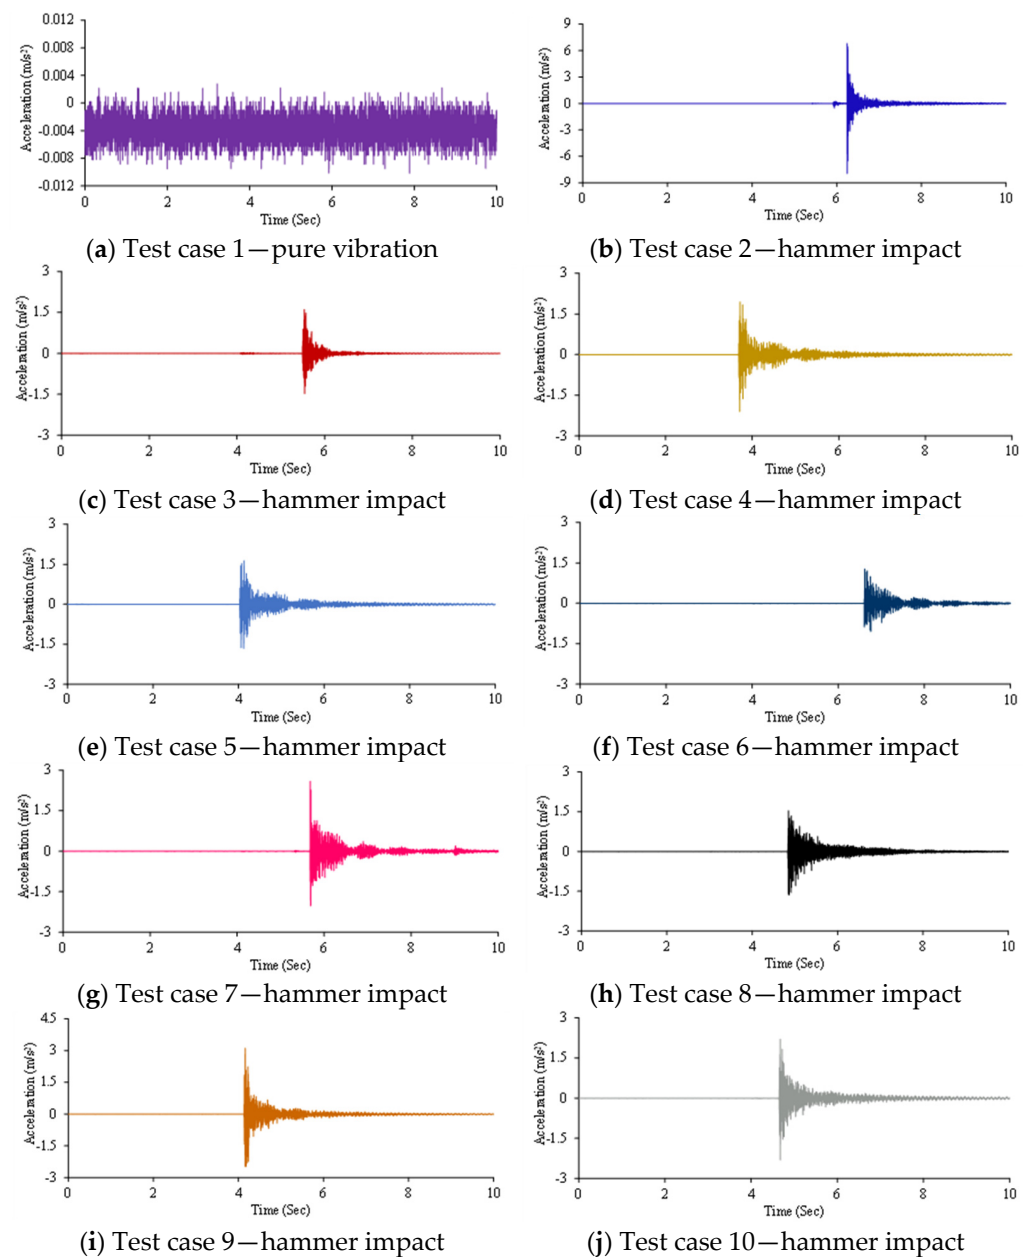 0.012
0.008
0.004
0
-0.004
-0.008
-0.012
Acceleration (m/s²)
0 2 4 6 8 10
Time (Sec)
(a) Test case 1—pure vibration
9
6
3
0
-3
-6
-9
Acceleration (m/s²)
0 2 4 6 8 10
Time (Sec)
(b) Test case 2—hammer impact
3
1.5
0
-1.5
-3
Acceleration (m/s²)
0 2 4 6 8 10
Time (Sec)
(c) Test case 3—hammer impact
3
1.5
0
-1.5
-3
Acceleration (m/s²)
0 2 4 6 8 10
Time (Sec)
(d) Test case 4—hammer impact
3
1.5
0
-1.5
-3
Acceleration (m/s²)
0 2 4 6 8 10
Time (Sec)
(e) Test case 5—hammer impact
3
1.5
0
-1.5
-3
Acceleration (m/s²)
0 2 4 6 8 10
Time (Sec)
(f) Test case 6—hammer impact
3
1.5
0
-1.5
-3
Acceleration (m/s²)
0 2 4 6 8 10
Time (Sec)
(g) Test case 7—hammer impact
3
1.5
0
-1.5
-3
Acceleration (m/s²)
0 2 4 6 8 10
Time (Sec)
(h) Test case 8—hammer impact
4.5
3
1.5
0
-1.5
-3
Acceleration (m/s²)
0 2 4 6 8 10
Time (Sec)
(i) Test case 9—hammer impact
3
1.5
0
-1.5
-3
Acceleration (m/s²)
0 2 4 6 8 10
Time (Sec)
(j) Test case 10—hammer impact